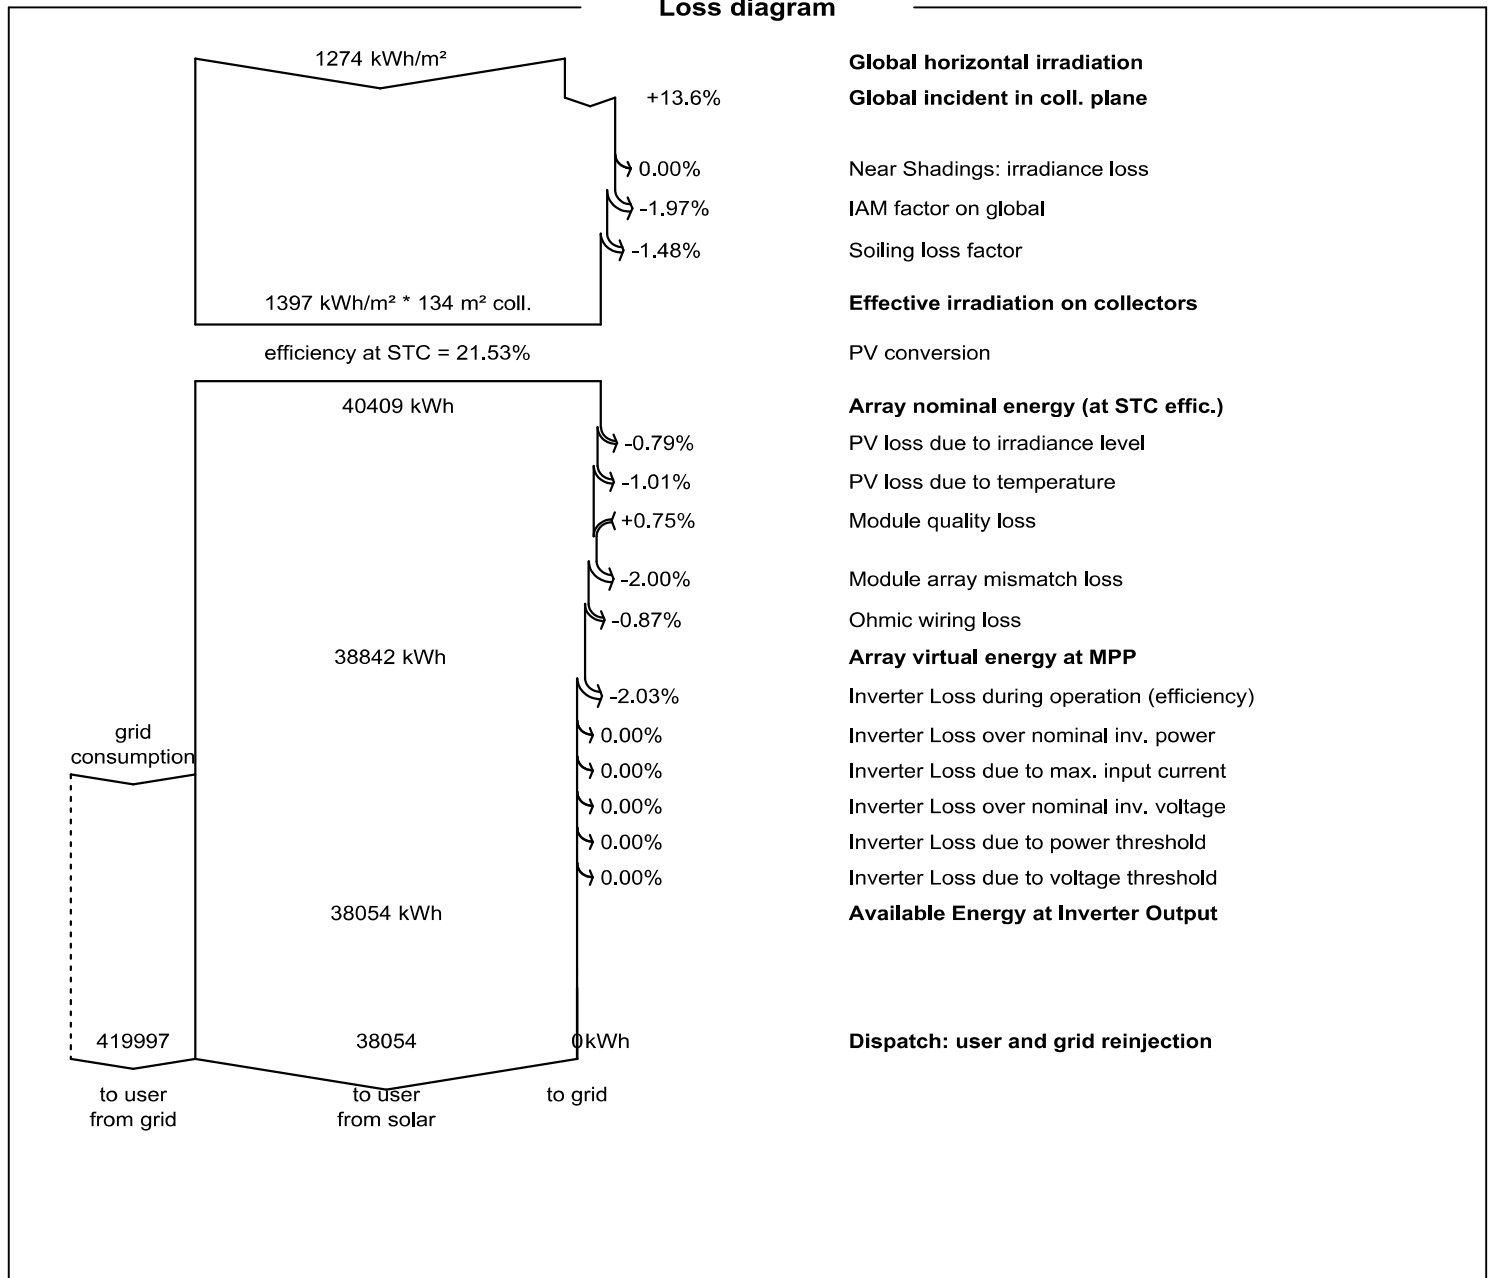 Loss diagram
1274 kWh/m² Global horizontal irradiation
+13.6% Global incident in coll. plane
0.00% Near Shadings: irradiance loss
-1.97% IAM factor on global
-1.48% Soiling loss factor
1397 kWh/m² * 134 m² coll. Effective irradiation on collectors
efficiency at STC = 21.53% PV conversion
40409 kWh Array nominal energy (at STC effic.)
-0.79% PV loss due to irradiance level
-1.01% PV loss due to temperature
+0.75% Module quality loss
-2.00% Module array mismatch loss
-0.87% Ohmic wiring loss
38842 kWh Array virtual energy at MPP
-2.03% Inverter Loss during operation (efficiency)
grid
consumption
0.00% Inverter Loss over nominal inv. power
0.00% Inverter Loss due to max. input current
0.00% Inverter Loss over nominal inv. voltage
0.00% Inverter Loss due to power threshold
0.00% Inverter Loss due to voltage threshold
38054 kWh Available Energy at Inverter Output
419997 38054 0kWh Dispatch: user and grid reinjection
to user to user to grid
from grid from solar